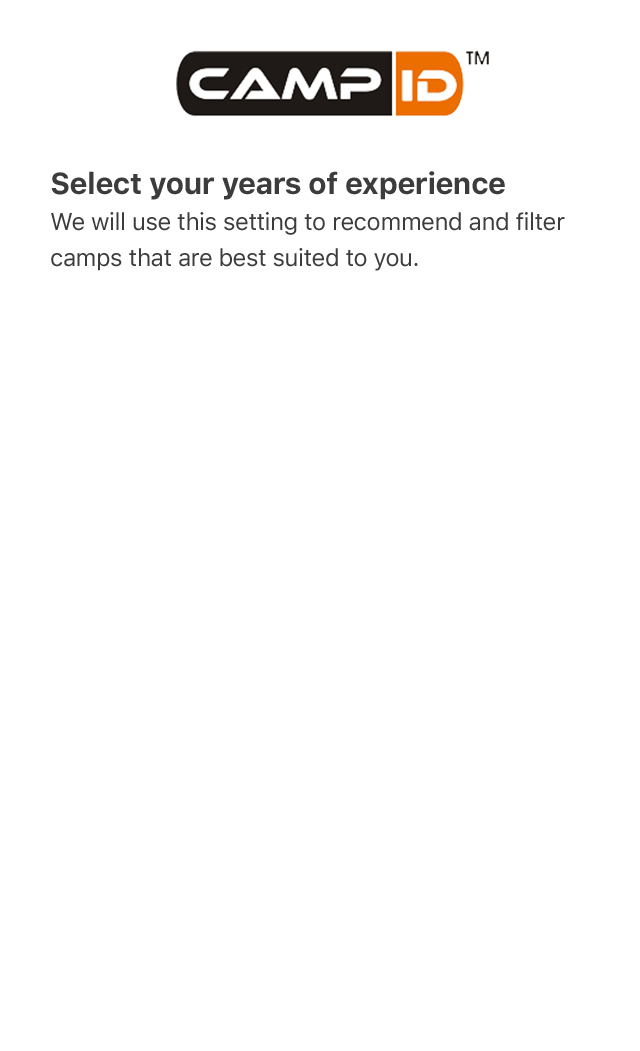 CAMP ID™
Select your years of experience
We will use this setting to recommend and filter
camps that are best suited to you.